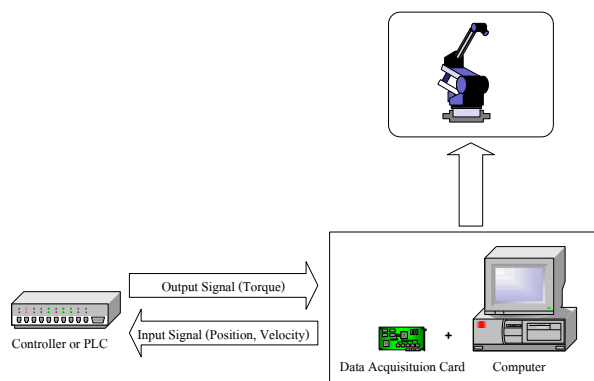 Output Signal (Torque)
Input Signal (Position, Velocity)
Controller or PLC
+
Data Acquisituion Card
Computer